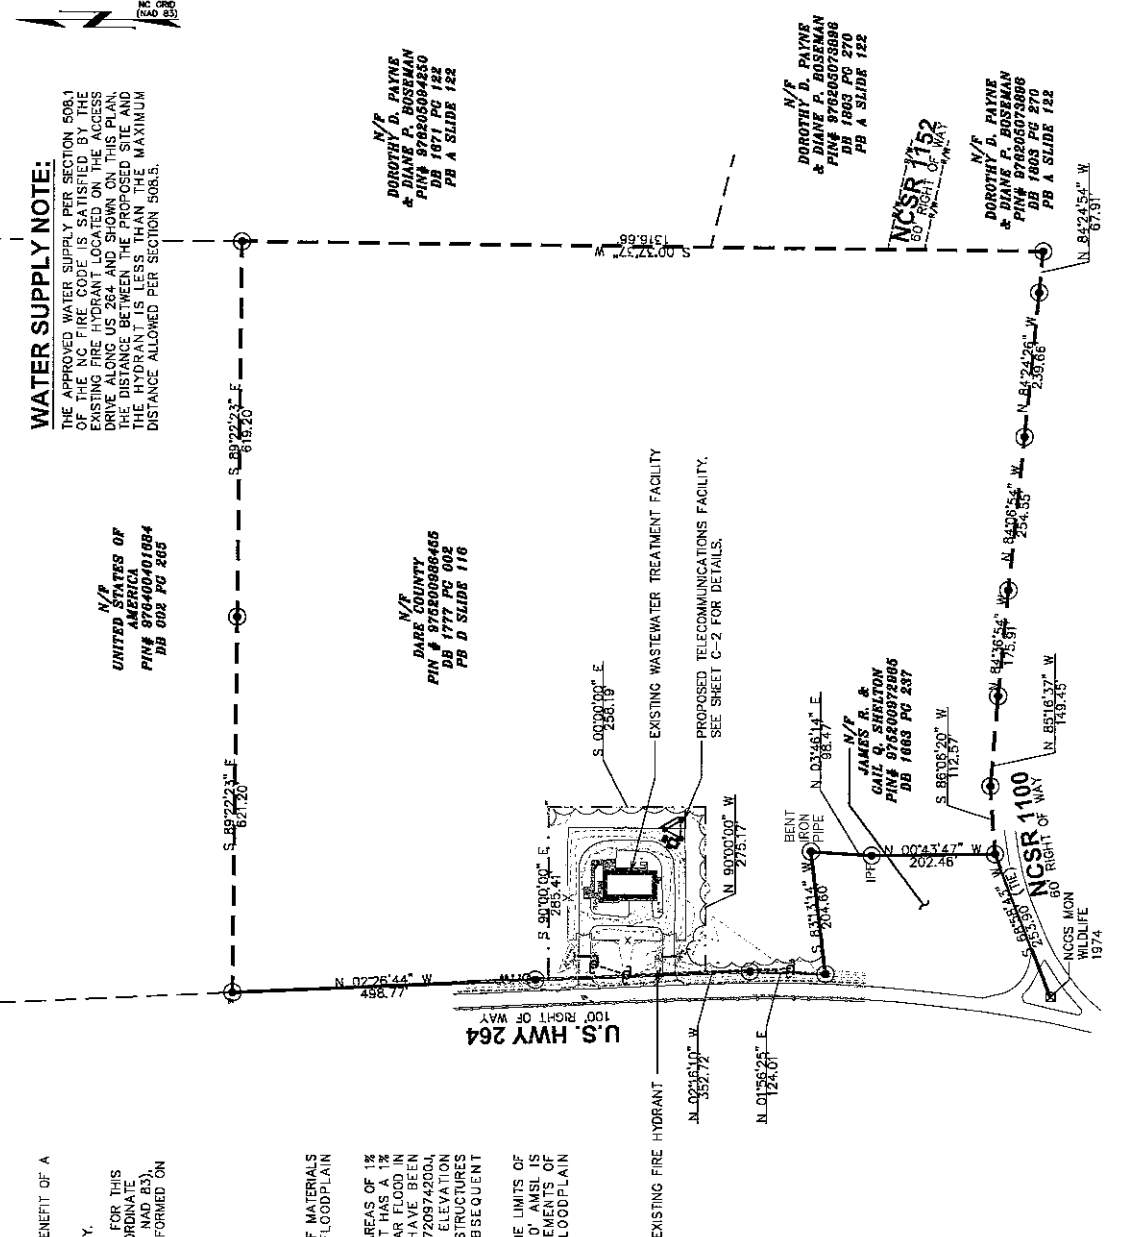 NC GRID
(NAD 83)
WATER SUPPLY NOTE:
THE APPROVED WATER SUPPLY PER SECTION 508.1
OF THE NC FIRE CODE IS SATISFIED BY THE
EXISTING FIRE HYDRANT LOCATED ON THE ACCESS
DRIVE ALONG US 264 AND SHOWN ON THIS PLAN.
THE DISTANCE BETWEEN THE PROPOSED SITE AND
THE HYDRANT IS LESS THAN THE MAXIMUM
DISTANCE ALLOWED PER SECTION 508.5.
N/F
DOROTHY D. PAYNE
& DIANE P. BOSEMAN
PIN# 976205094250
DB 1671 PG 122
PB A SLIDE 122
N/F
DOROTHY D. PAYNE
& DIANE P. BOSEMAN
PIN# 976205073896
DB 1803 PG 270
PB A SLIDE 122
N/F
DOROTHY D. PAYNE
& DIANE P. BOSEMAN
PIN# 976205073896
DB 1803 PG 270
PB A SLIDE 122
NCSR 1152
60' RIGHT OF WAY
N 84°24'54" W
67.91'
S 00°37'37" W
1316.66'
S 89°22'23" E
619.20'
N 84°24'26" W
239.66'
N 84°06'54" W
254.55'
N/F
UNITED STATES OF
AMERICA
PIN# 976400401684
DB 002 PG 265
N/F
DARE COUNTY
PIN # 975200986465
DB 1777 PG 002
PB D SLIDE 116
EXISTING WASTEWATER TREATMENT FACILITY
PROPOSED TELECOMMUNICATIONS FACILITY.
SEE SHEET C-2 FOR DETAILS.
S 00°00'00" E
258.19'
N 84°36'54" W
175.91'
N/F
JAMES R. &
GAIL Q. SHELTON
PIN# 975200972965
DB 1663 PG 237
N 03°46'14" E
98.47'
S 86°06'20" W
112.57'
N 85°16'37" W
149.45'
S 89°22'23" E
621.20'
S 90°00'00" E
285.41'
N 90°00'00" W
275.17'
BENT
IRON
PIPE
IPF
N 00°43'47" W
202.46'
S 83°13'14" W
204.60'
NCSR 1100
60' RIGHT OF WAY
253.90' (TIE)
NCGS MON
WILDLIFE
1974
N 02°26'44" W
498.77'
U.S. HWY 264
100' RIGHT OF WAY
N 02°16'10" W
352.72'
N 01°56'25" E
124.01'
EXISTING FIRE HYDRANT
ENEFIT OF A
Y.
FOR THIS
ORDINATE
NAD 83),
FORMED ON
F MATERIALS
FLOODPLAIN
AREAS OF 1%
T HAS A 1%
AR FLOOD IN
HAVE BEEN
720974200J,
ELEVATION
STRUCTURES
BSEQUENT
HE LIMITS OF
0' AMSL IS
EMENTS OF
LOODPLAIN